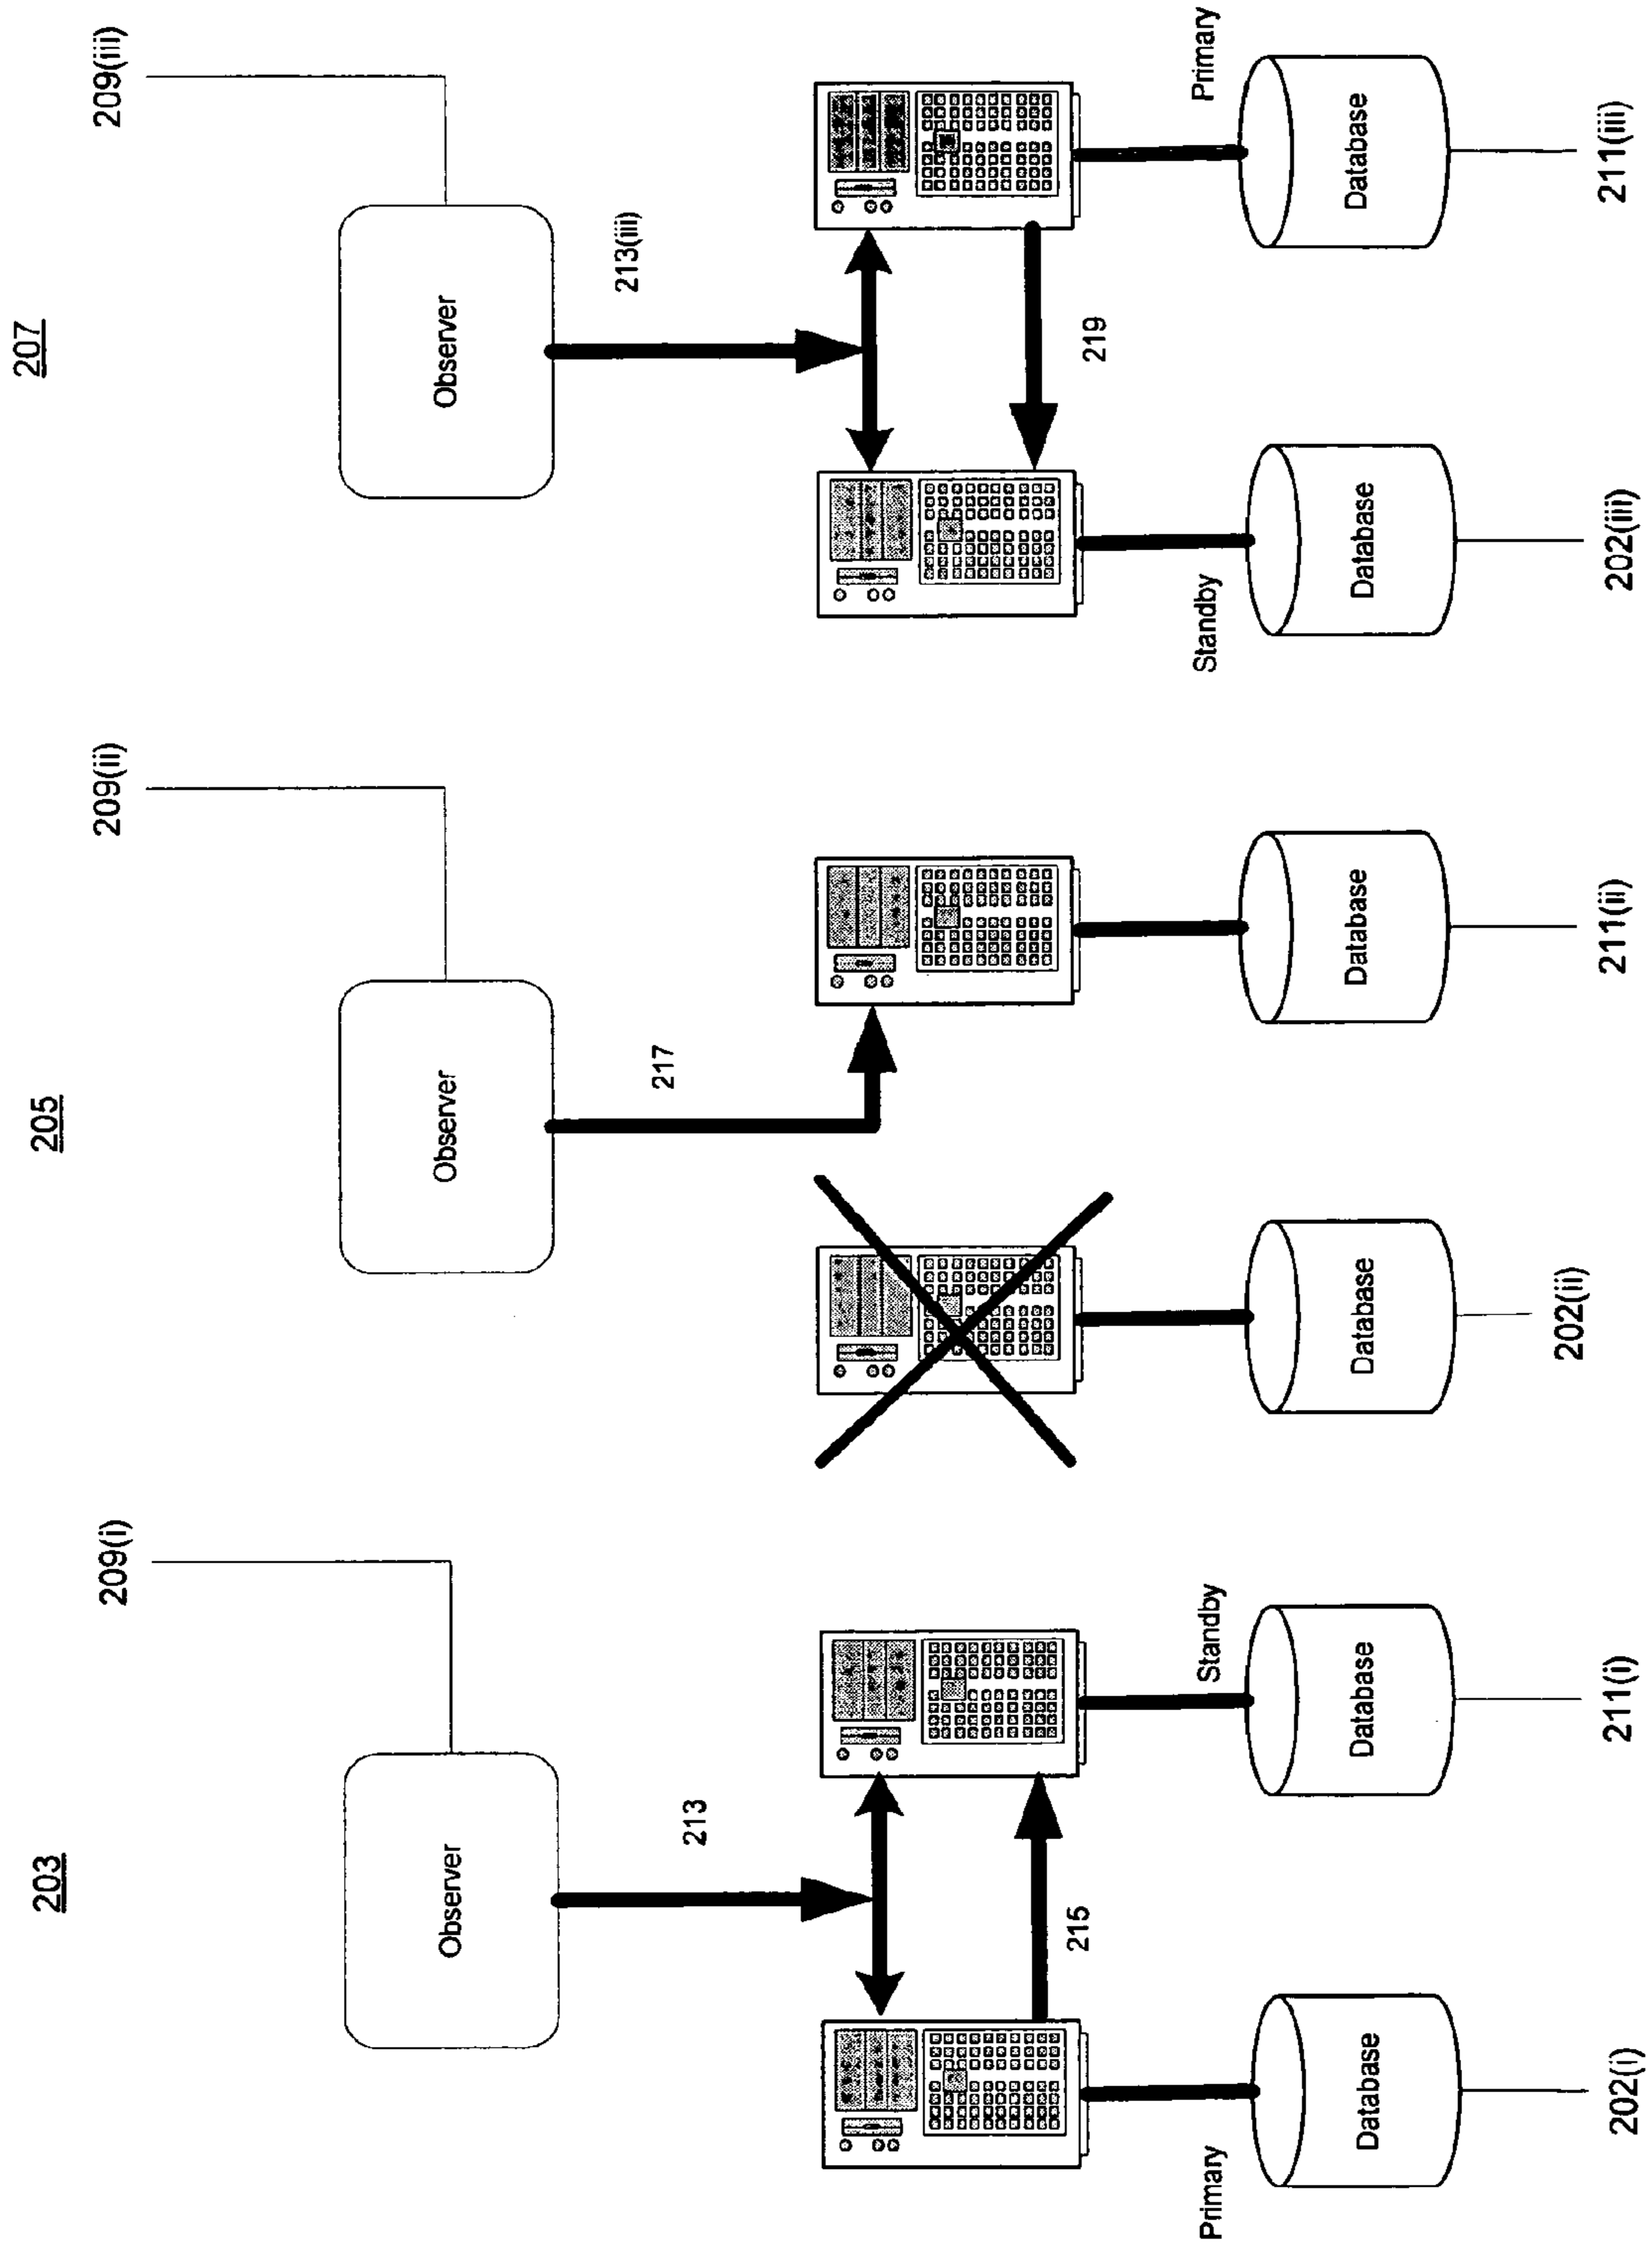 203
209(i)
Observer
213
215
Primary
Standby
Database
Database
202(i)
211(i)
205
209(ii)
Observer
217
Database
Database
202(ii)
211(ii)
207
209(iii)
Observer
213(iii)
219
Standby
Primary
Database
Database
202(iii)
211(iii)